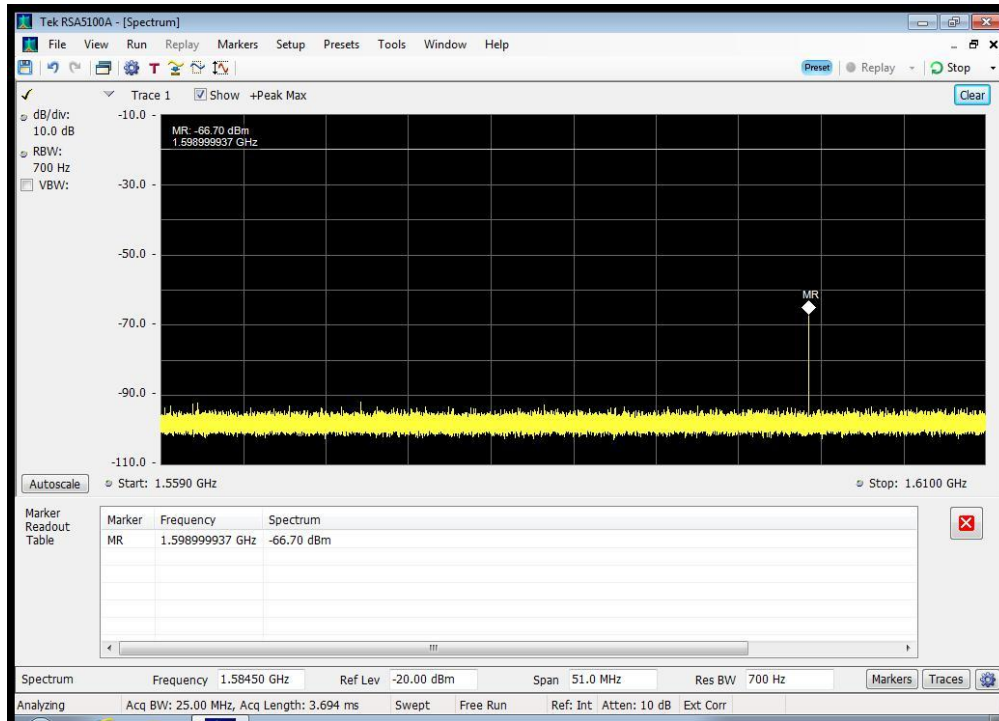 Tek RSA5100A - [Spectrum]
File View Run Replay Markers Setup Presets Tools Window Help
Preset Replay Stop
Trace 1 Show +Peak Max Clear
dB/div:
10.0 dB
RBW:
700 Hz
VBW:
-10.0
MR: -66.70 dBm
1.598999937 GHz
-30.0
-50.0
MR
-70.0
-90.0
-110.0
Autoscale Start: 1.5590 GHz Stop: 1.6100 GHz
Marker
Readout
Table
Marker Frequency Spectrum
MR 1.598999937 GHz -66.70 dBm
Spectrum Frequency 1.58450 GHz Ref Lev -20.00 dBm Span 51.0 MHz Res BW 700 Hz Markers Traces
Analyzing Acq BW: 25.00 MHz, Acq Length: 3.694 ms Swept Free Run Ref: Int Atten: 10 dB Ext Corr